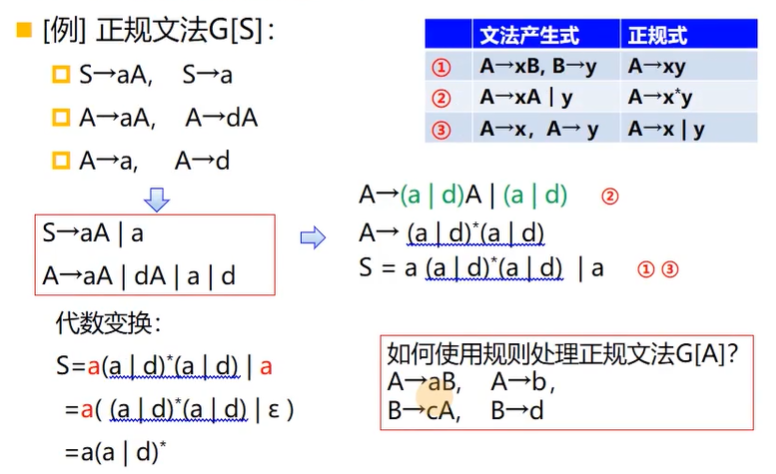 [例] 正规文法G[S]：
S→aA， S→a
A→aA， A→dA
A→a， A→d
文法产生式 正规式
① A→xB, B→y A→xy
② A→xA | y A→x*y
③ A→x，A→ y A→x | y
S→aA | a
A→aA | dA | a | d
A→(a | d)A | (a | d) ②
A→ (a | d)*(a | d)
S = a (a | d)*(a | d) | a ① ③
代数变换：
S=a(a | d)*(a | d) | a
=a( (a | d)*(a | d) | ε )
=a(a | d)*
如何使用规则处理正规文法G[A]?
A→aB， A→b，
B→cA， B→d